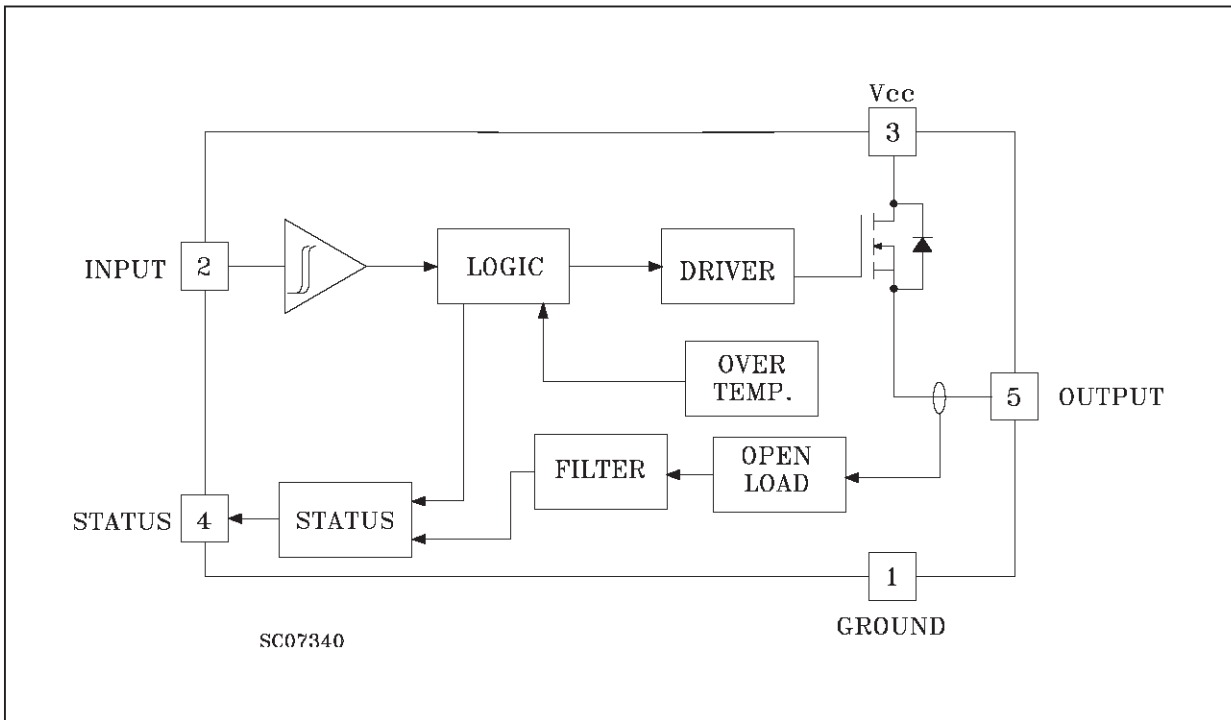 Vcc
3
INPUT
2
LOGIC
DRIVER
OVER
TEMP.
5
OUTPUT
FILTER
OPEN
LOAD
STATUS
4
STATUS
1
GROUND
SC07340